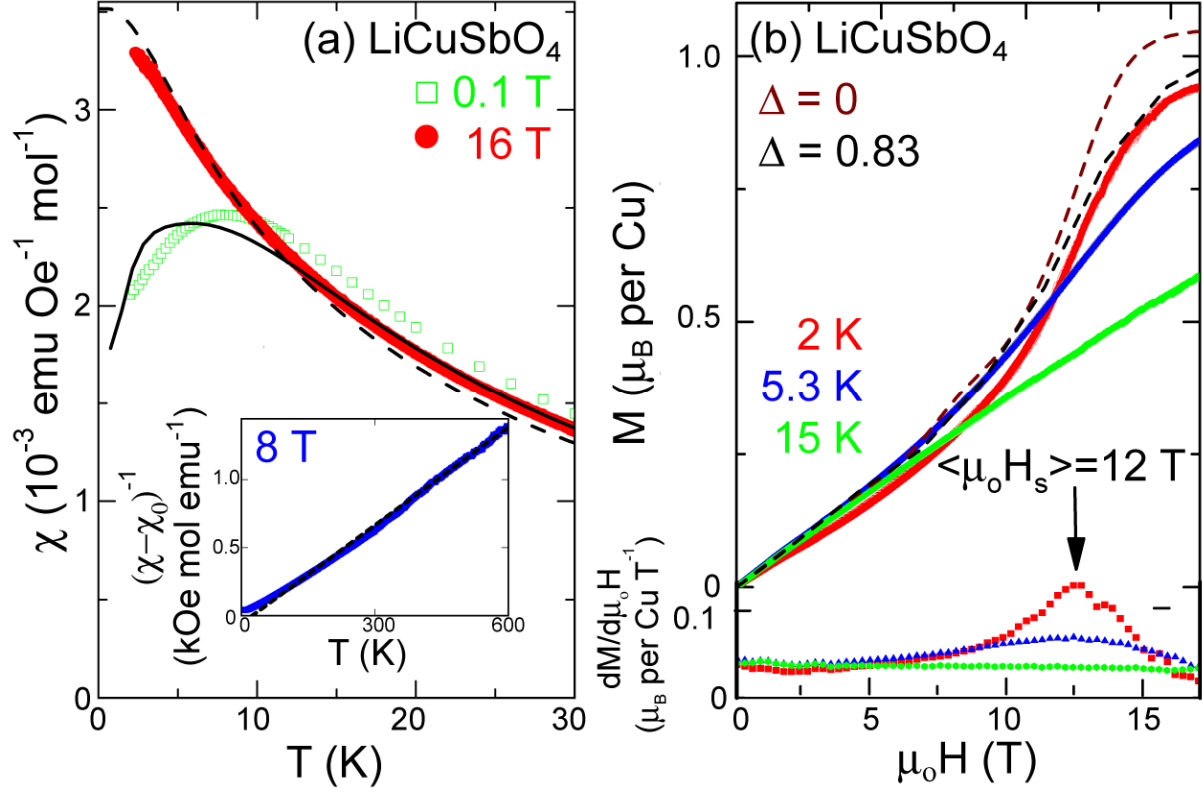 (a) LiCuSbO4
0.1 T
16 T
χ (10-3 emu Oe-1 mol-1)
3
2
1
0
0
10
20
30
T (K)
8 T
(χ−χ0)-1
(kOe mol emu-1)
1.0
0.5
0
0
300
600
T (K)
(b) LiCuSbO4
Δ = 0
Δ = 0.83
M (μB per Cu)
1.0
0.5
0
2 K
5.3 K
15 K
<μoHs>=12 T
dM/dμoH
(μB per Cu T-1)
0.1
0
0
5
10
15
μoH (T)